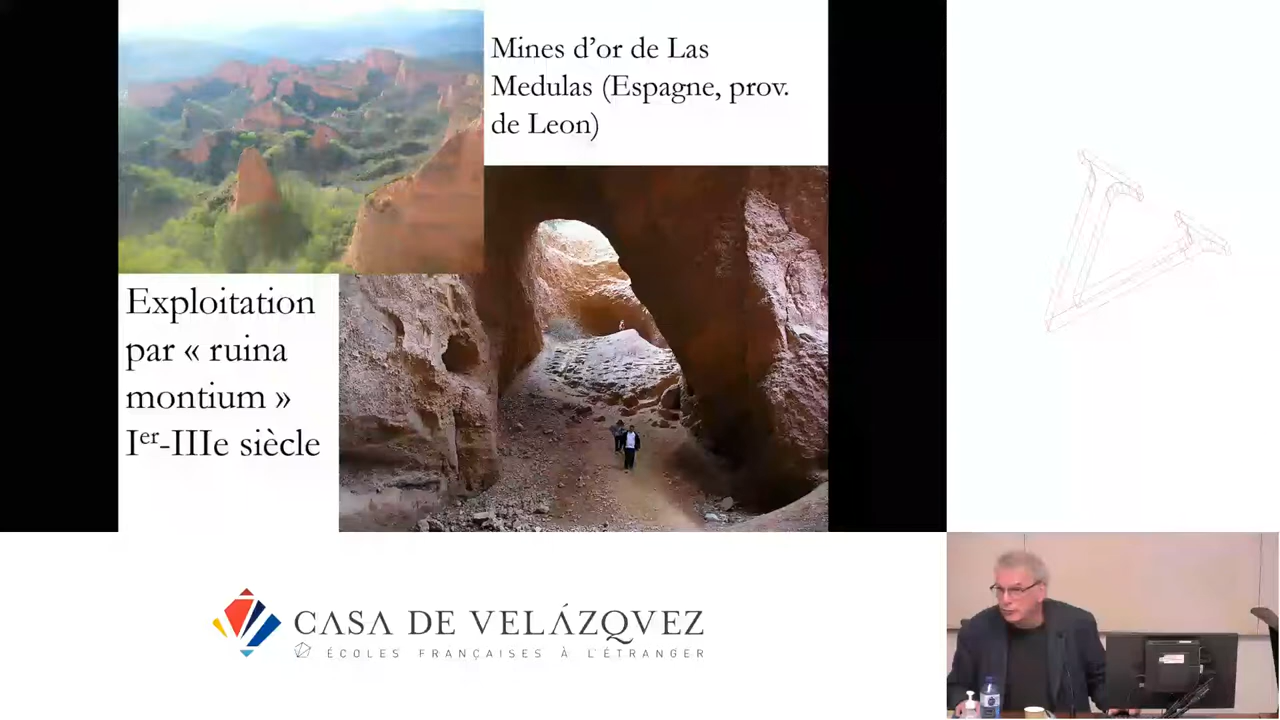 Mines d’or de Las
Medulas (Espagne, prov.
de Leon)
Exploitation
par « ruina
montium »
Ier-IIIe siècle
CASA DE VELÁZQVEZ
ÉCOLES FRANÇAISES À L'ÉTRANGER